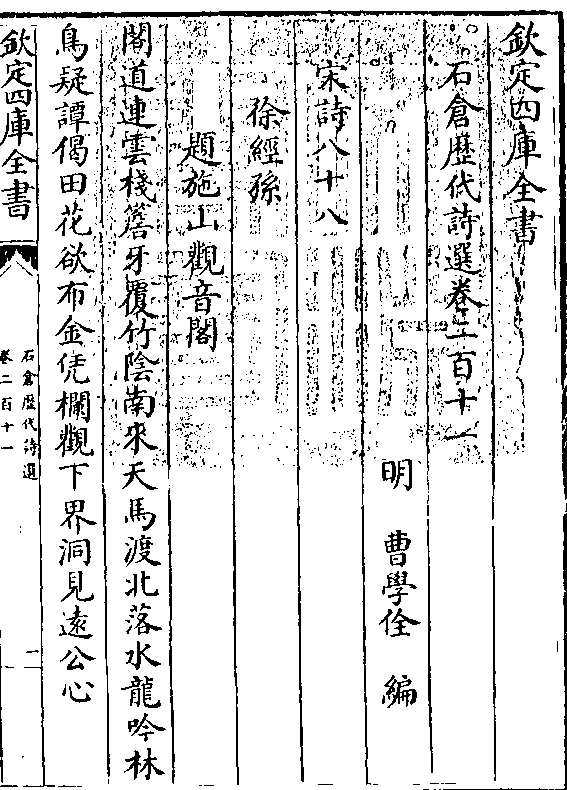 欽定四庫全書
石倉歴代詩選卷二百十一
明 曹學佺 編
宋詩八十八
徐經孫
題施山觀音閣
閣道連雲棧簷牙覆竹陰南來天馬渡北落水龍吟林
鳥疑譚偈田花欲布金凭欄觀下界洞見遠公心
欽定四庫全書
石倉歴代詩選
卷二百十一
一